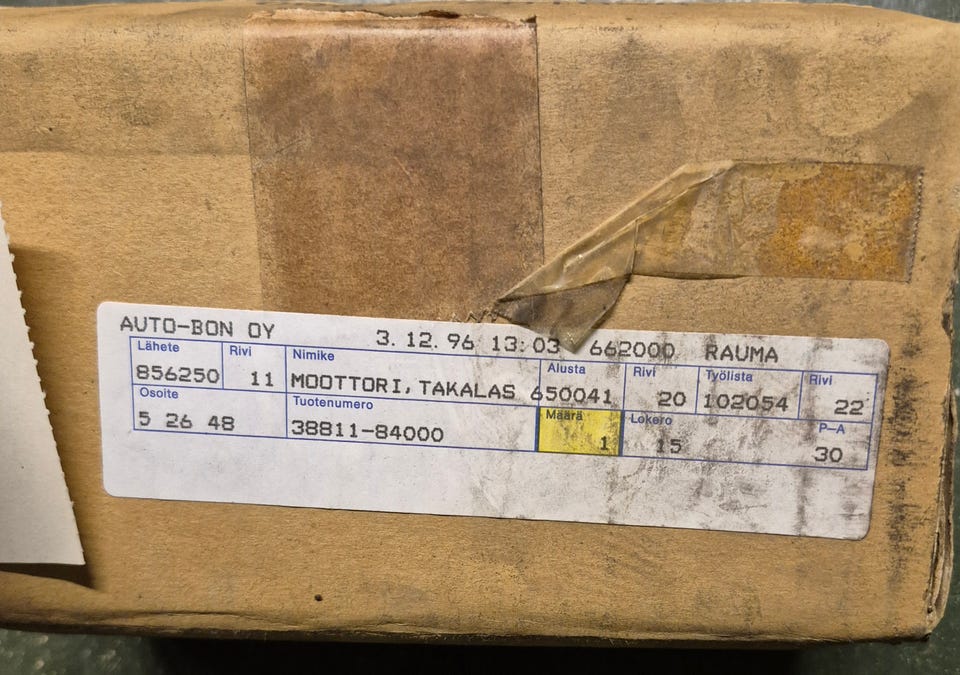 AUTO-BON OY 3.12.96 13:03 662000 RAUMA
Lähete Rivi Nimike Alusta Rivi Työlista Rivi
856250 11 MOOTTORI,TAKALAS 650041 20 102054 22
Osoite Tuotenumero Määrä Lokero P-A
5 26 48 38811-84000 1 15 30